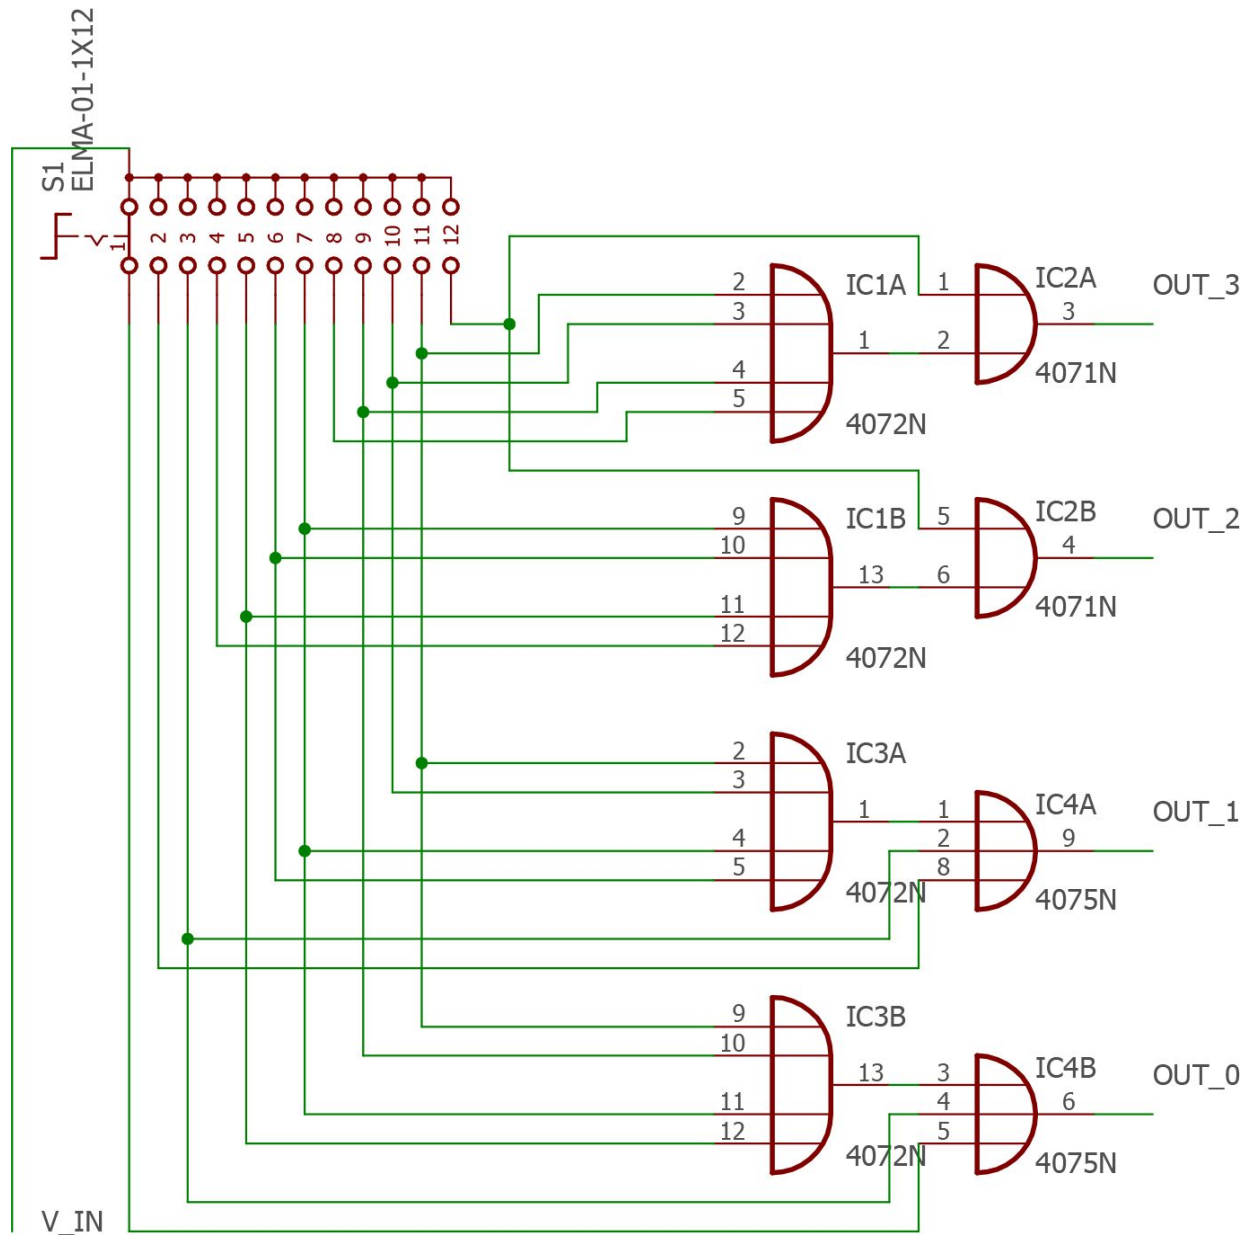 S1
ELMA-01-1X12
1 2 3 4 5 6 7 8 9 10 11 12
2
3
4
5
1
IC1A
4072N
1
2
IC2A
3
4071N
OUT_3
9
10
11
12
13
IC1B
4072N
5
6
IC2B
4
4071N
OUT_2
2
3
4
5
1
IC3A
4072N
1
2
8
IC4A
9
4075N
OUT_1
9
10
11
12
13
IC3B
4072N
3
4
5
IC4B
6
4075N
OUT_0
V_IN